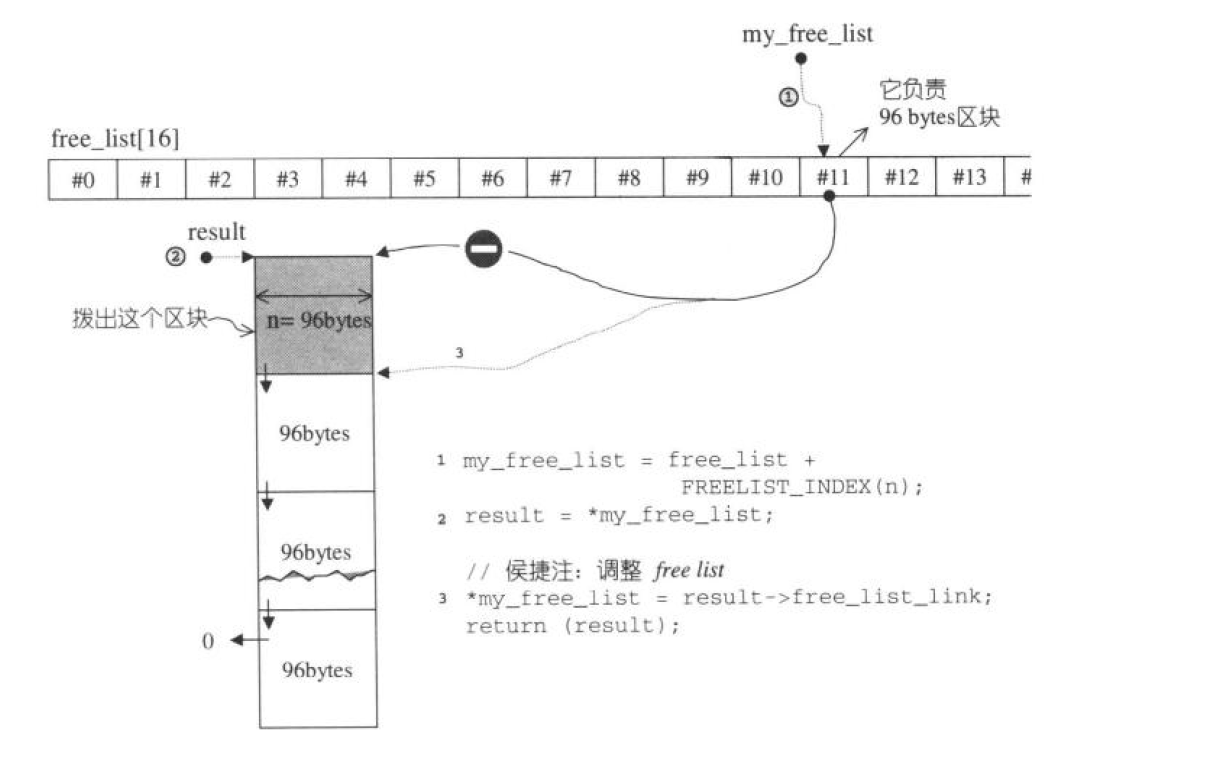 my_free_list
①
它负责
96 bytes区块
free_list[16]
#0 #1 #2 #3 #4 #5 #6 #7 #8 #9 #10 #11 #12 #13 #
result
②
拨出这个区块
n= 96bytes
3
96bytes
96bytes
0
96bytes
1 my_free_list = free_list +
FREELIST_INDEX(n);
2 result = *my_free_list;
// 侯捷注：调整 free list
3 *my_free_list = result->free_list_link;
return (result);